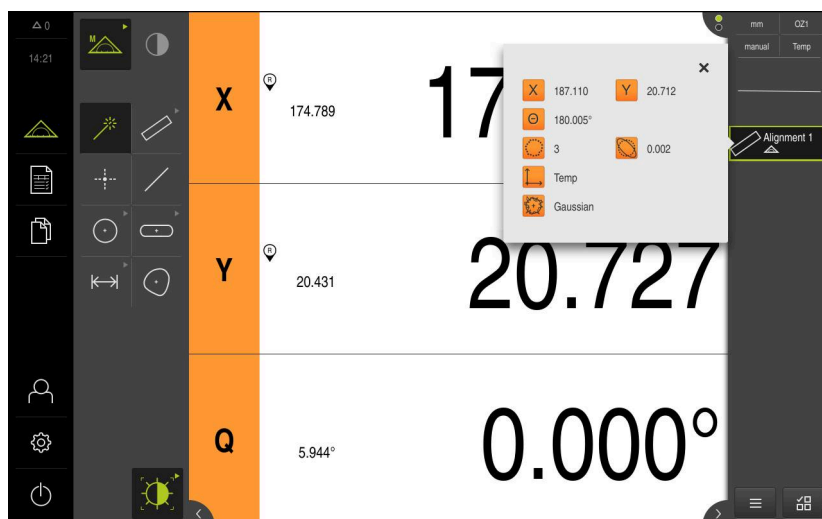 △ 0
14:21
M
X
R
174.789
17
X 187.110 Y 20.712
Θ 180.005°
3 0.002
Temp
Gaussian
Y
R
20.431
20.727
Q
5.944°
0.000°
mm OZ1
manual Temp
Alignment 1